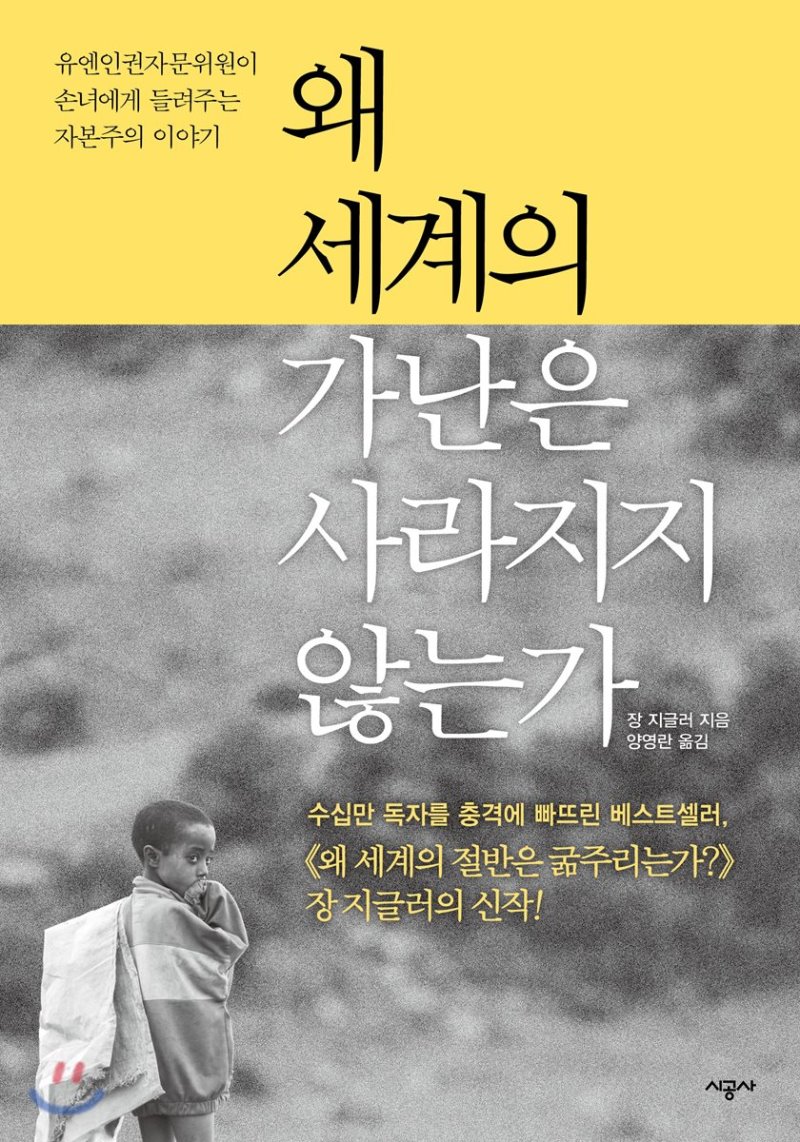 유엔인권자문위원이
손녀에게 들려주는
자본주의 이야기
왜
세계의
가난은
사라지지
않는가
장 지글러 지음
양영란 옮김
수십만 독자를 충격에 빠뜨린 베스트셀러,
《왜 세계의 절반은 굶주리는가?》
장 지글러의 신작!
시공사